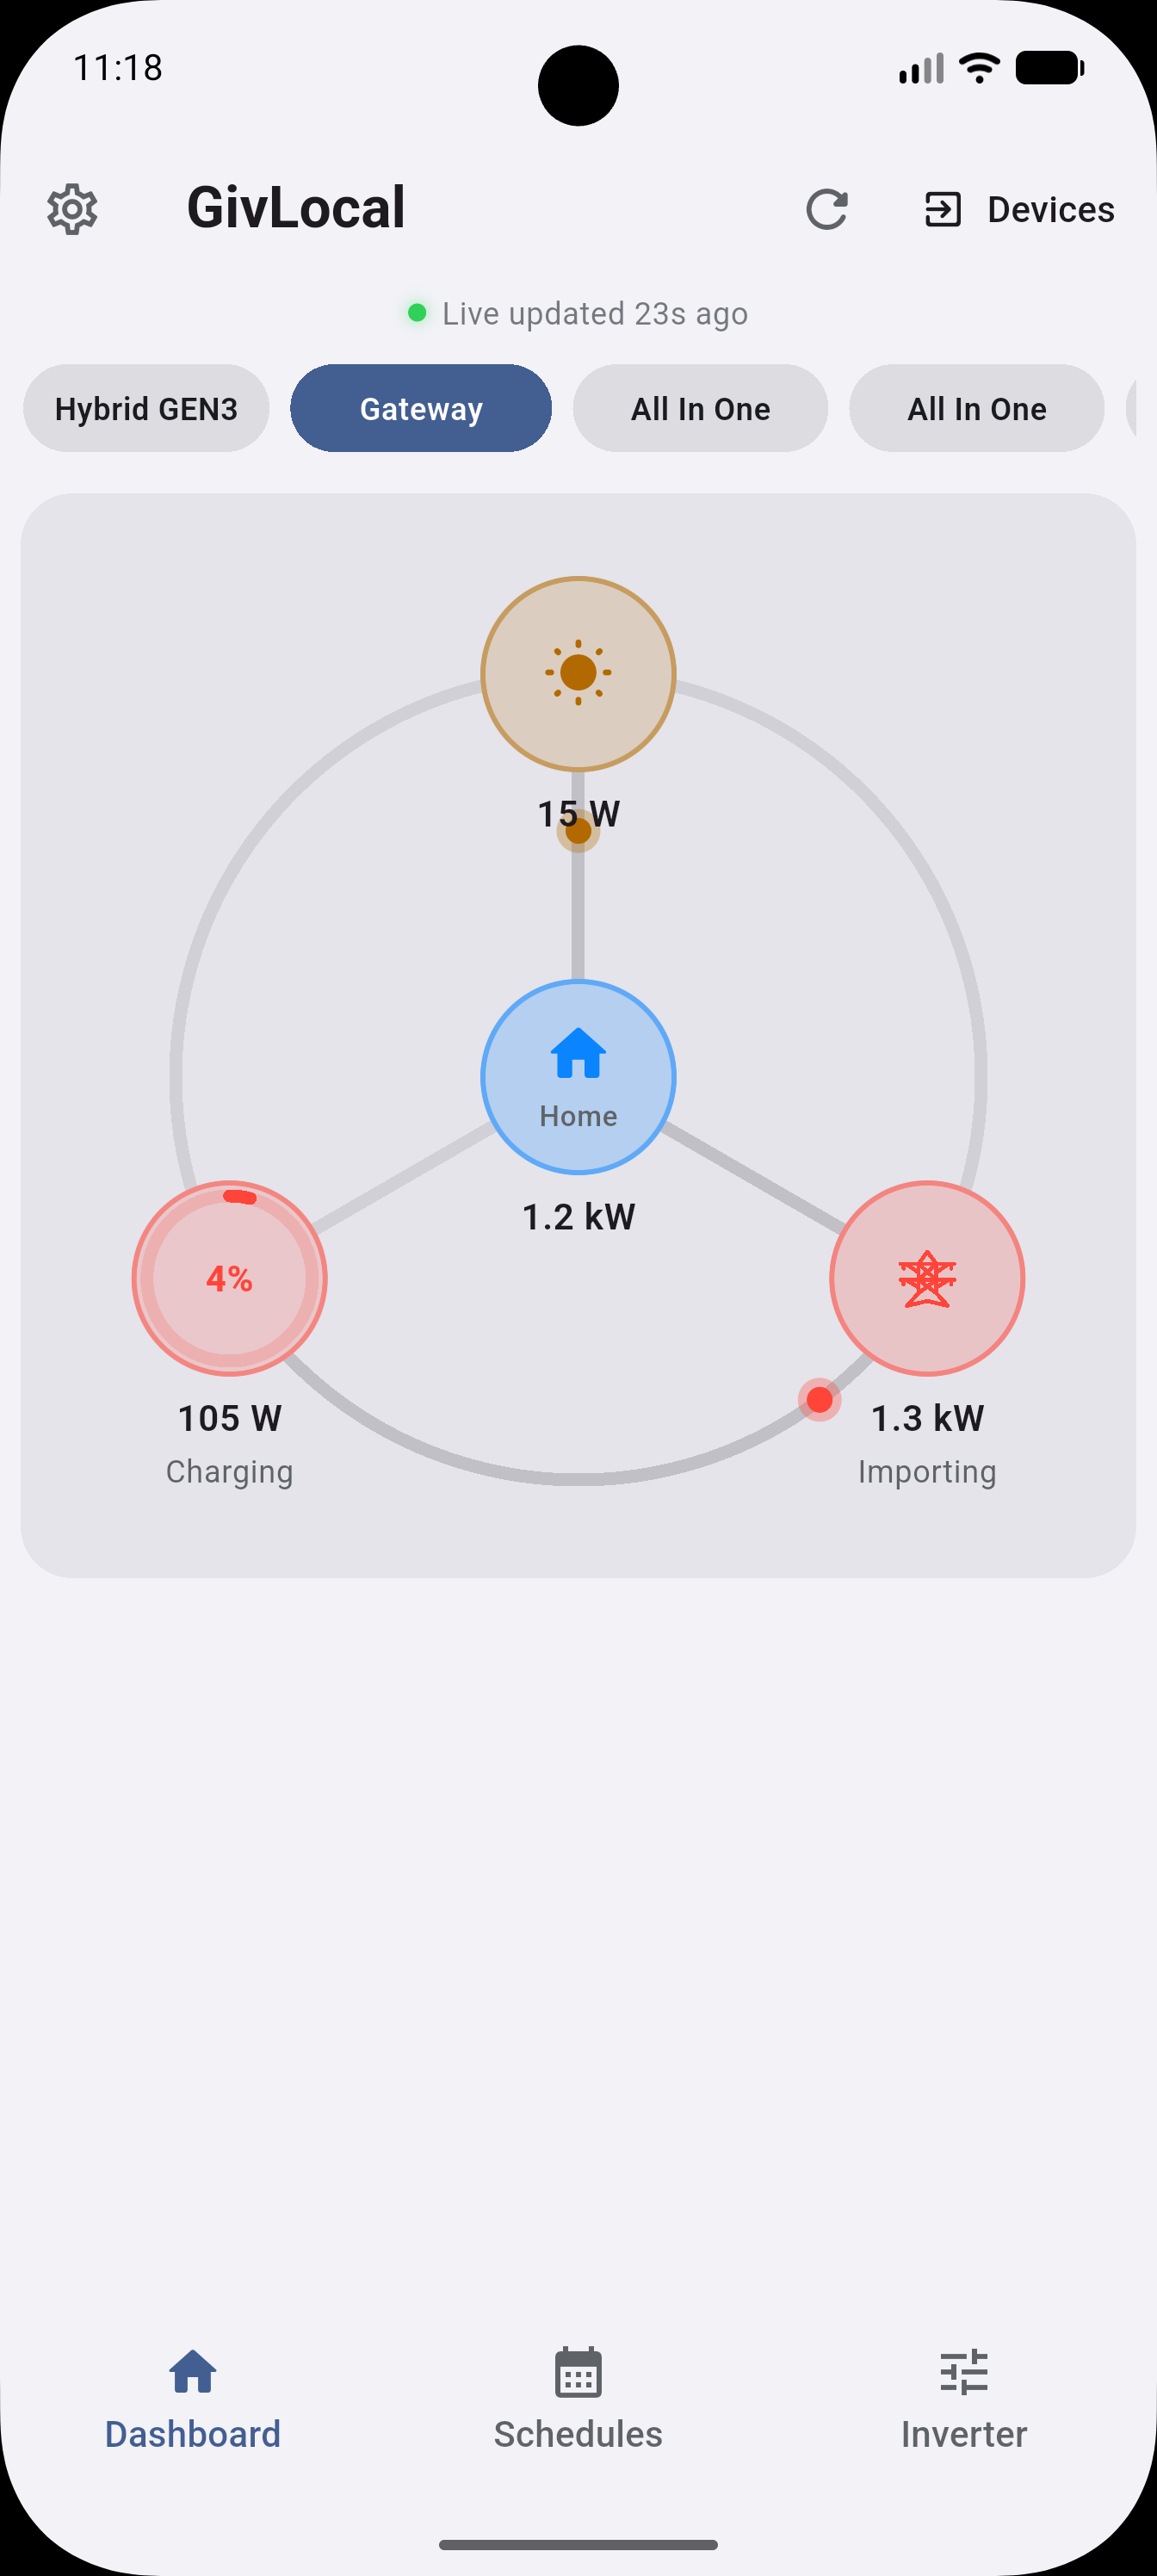 11:18
GivLocal
Devices
Live updated 23s ago
Hybrid GEN3
Gateway
All In One
All In One
15 W
Home
1.2 kW
4%
105 W
Charging
1.3 kW
Importing
Dashboard
Schedules
Inverter